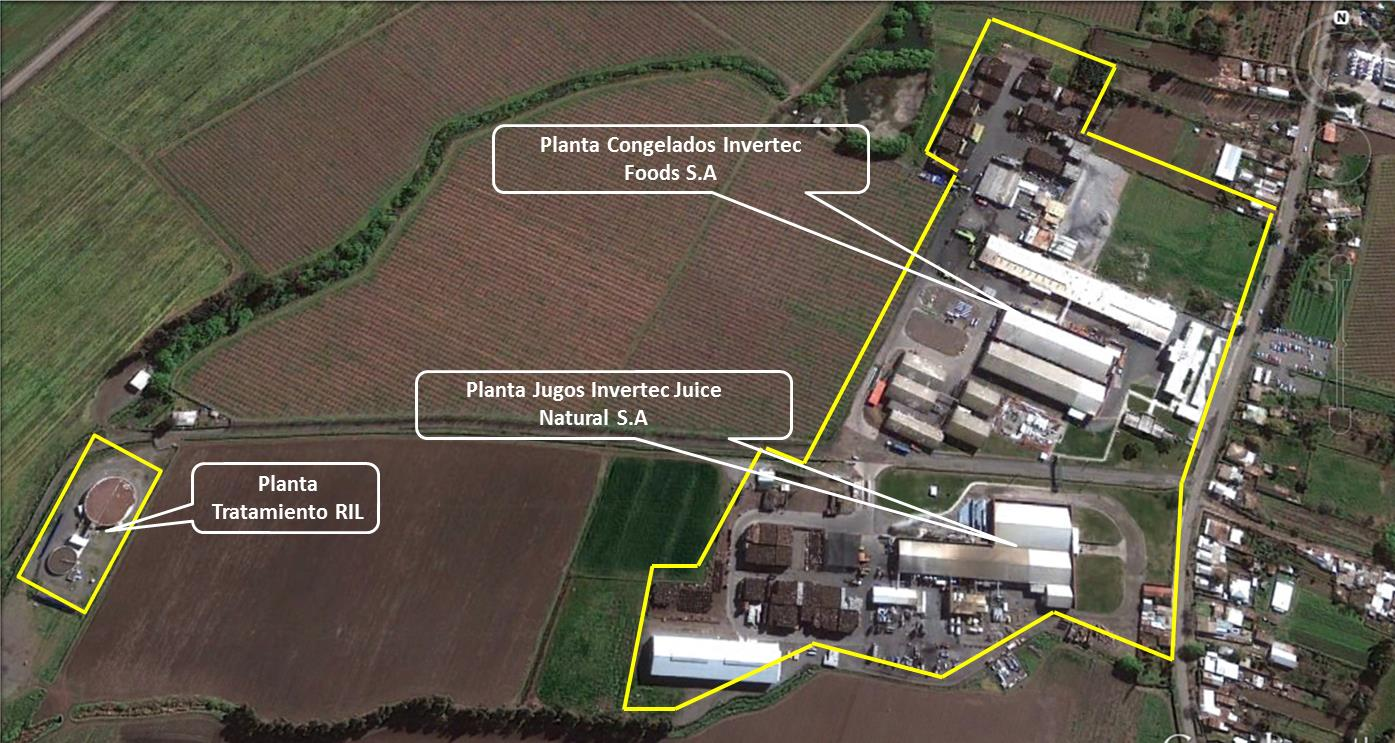 N
Planta Congelados Invertec
Foods S.A
Planta Jugos Invertec Juice
Natural S.A
Planta
Tratamiento RIL